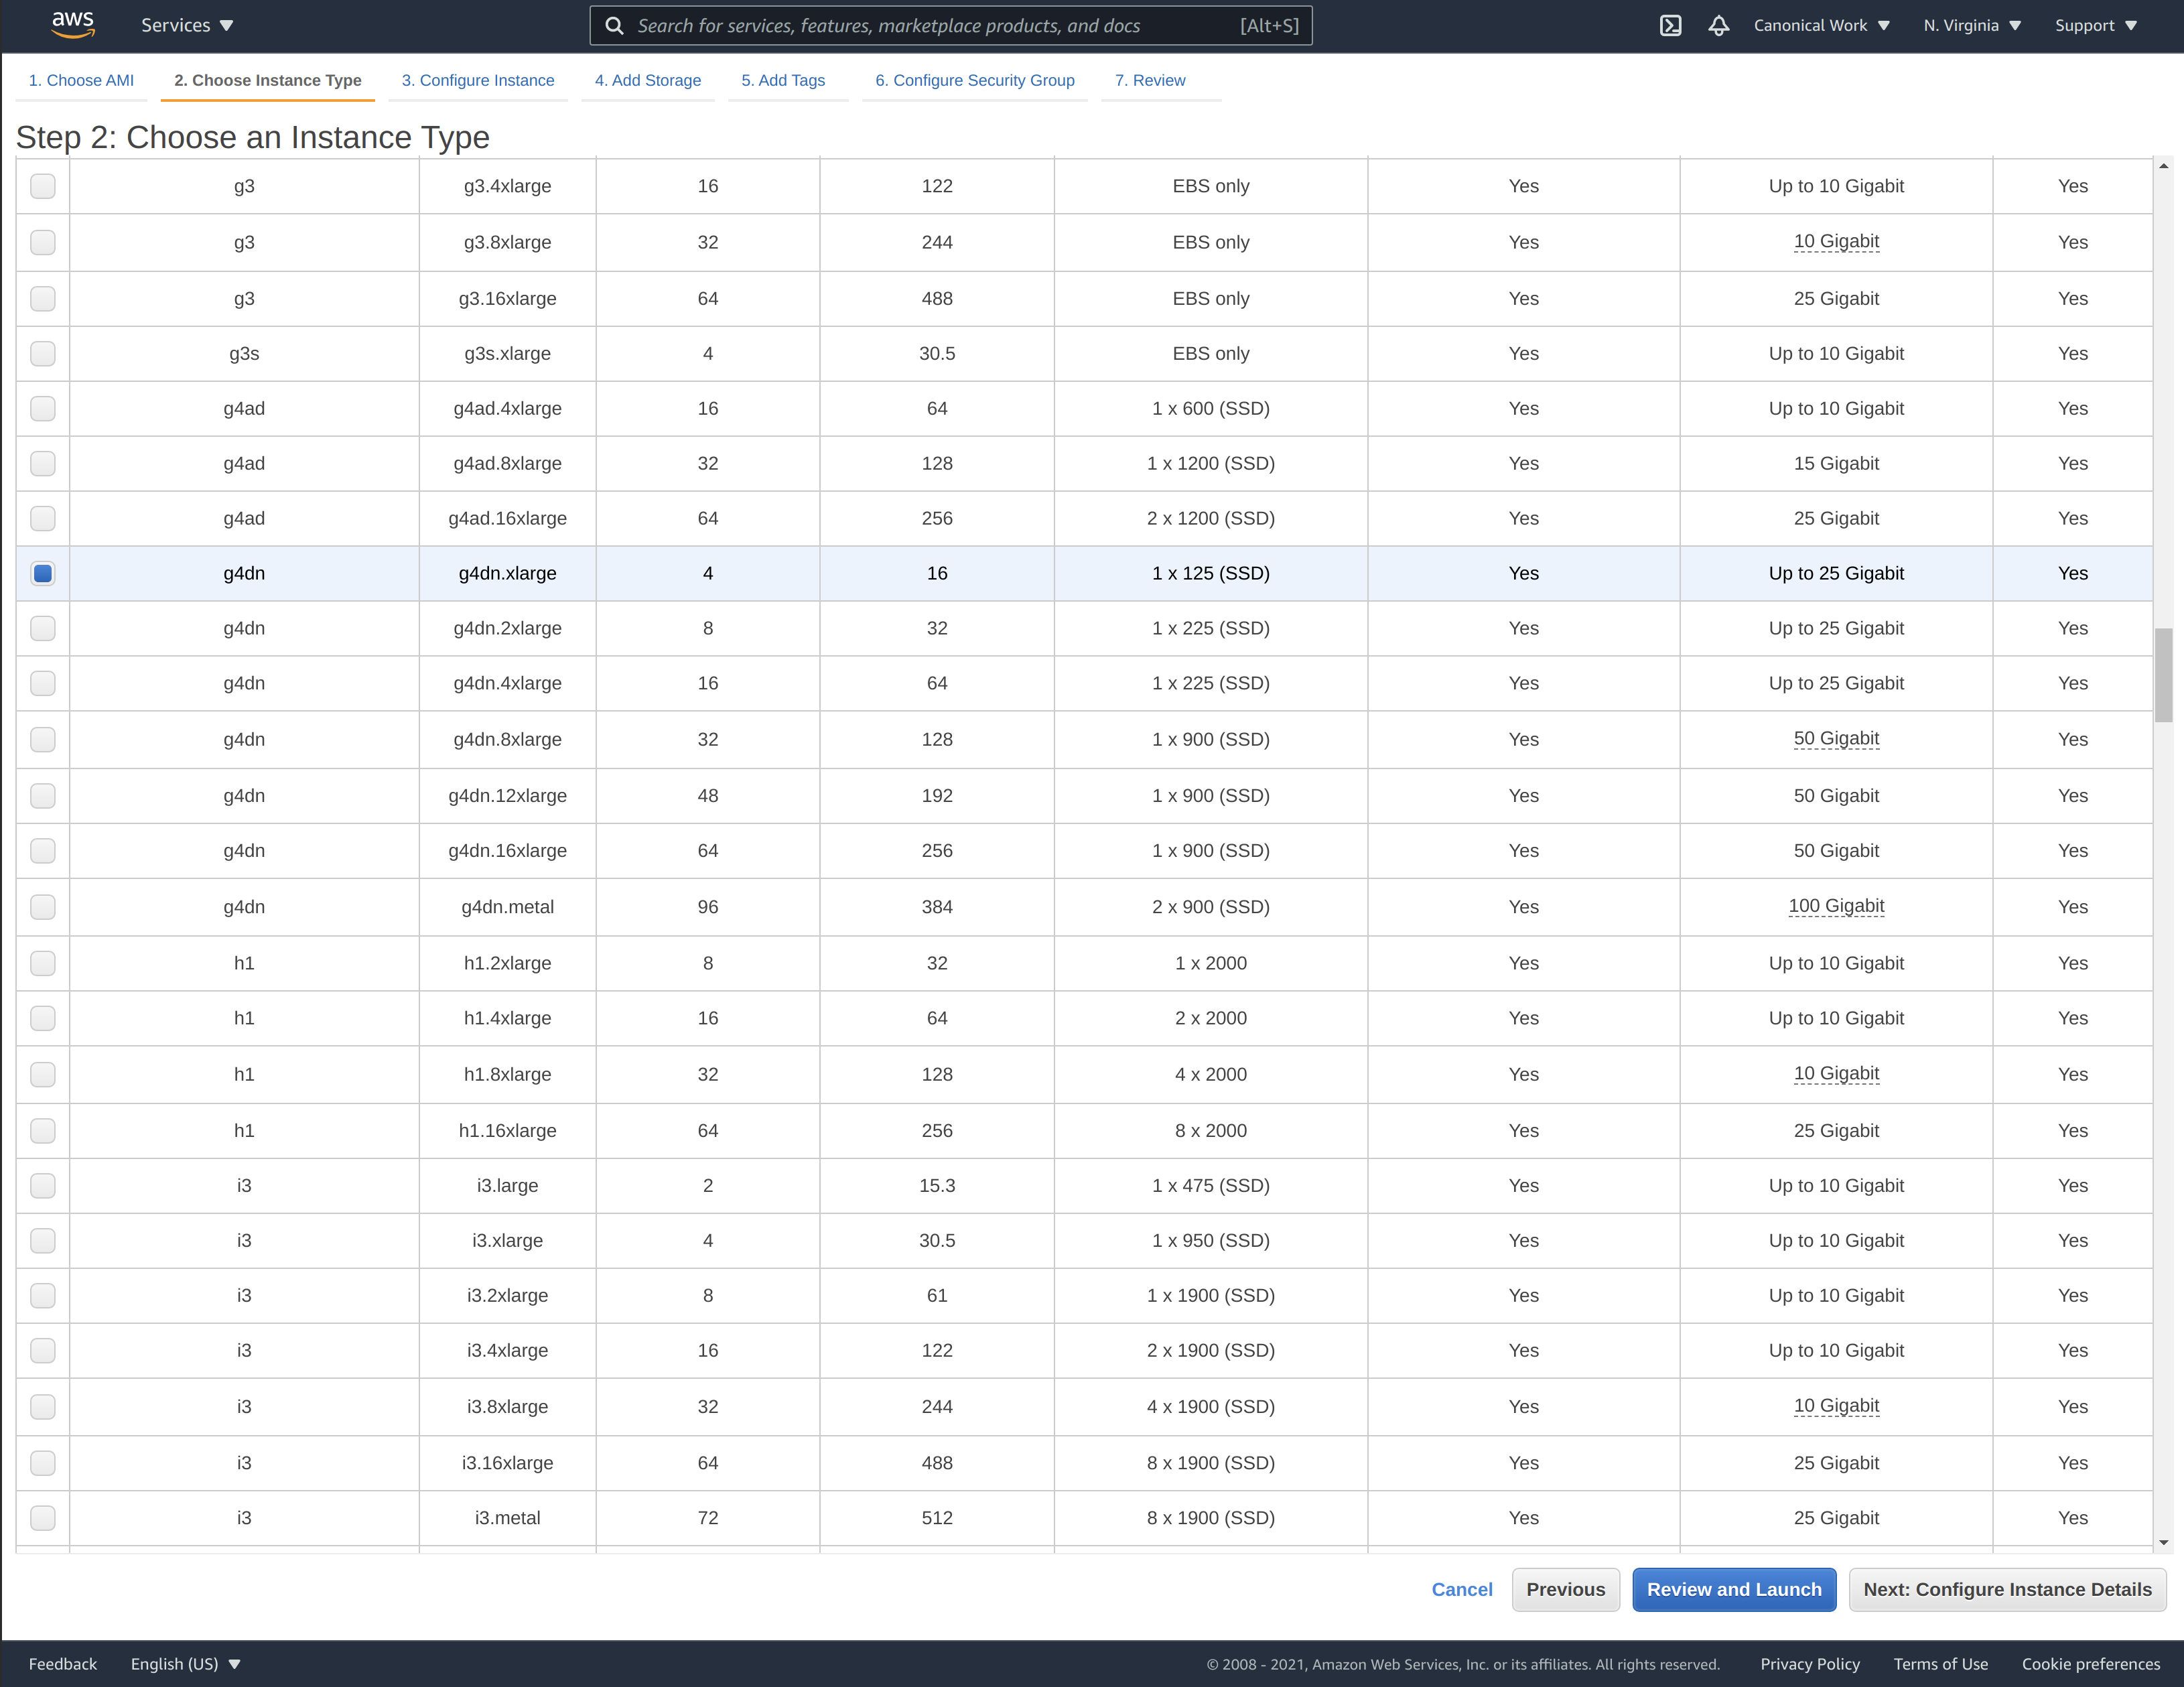 aws Services Search for services, features, marketplace products, and docs [Alt+S] Canonical Work N. Virginia Support
1. Choose AMI 2. Choose Instance Type 3. Configure Instance 4. Add Storage 5. Add Tags 6. Configure Security Group 7. Review
Step 2: Choose an Instance Type
g3 g3.4xlarge 16 122 EBS only Yes Up to 10 Gigabit Yes
g3 g3.8xlarge 32 244 EBS only Yes 10 Gigabit Yes
g3 g3.16xlarge 64 488 EBS only Yes 25 Gigabit Yes
g3s g3s.xlarge 4 30.5 EBS only Yes Up to 10 Gigabit Yes
g4ad g4ad.4xlarge 16 64 1 x 600 (SSD) Yes Up to 10 Gigabit Yes
g4ad g4ad.8xlarge 32 128 1 x 1200 (SSD) Yes 15 Gigabit Yes
g4ad g4ad.16xlarge 64 256 2 x 1200 (SSD) Yes 25 Gigabit Yes
g4dn g4dn.xlarge 4 16 1 x 125 (SSD) Yes Up to 25 Gigabit Yes
g4dn g4dn.2xlarge 8 32 1 x 225 (SSD) Yes Up to 25 Gigabit Yes
g4dn g4dn.4xlarge 16 64 1 x 225 (SSD) Yes Up to 25 Gigabit Yes
g4dn g4dn.8xlarge 32 128 1 x 900 (SSD) Yes 50 Gigabit Yes
g4dn g4dn.12xlarge 48 192 1 x 900 (SSD) Yes 50 Gigabit Yes
g4dn g4dn.16xlarge 64 256 1 x 900 (SSD) Yes 50 Gigabit Yes
g4dn g4dn.metal 96 384 2 x 900 (SSD) Yes 100 Gigabit Yes
h1 h1.2xlarge 8 32 1 x 2000 Yes Up to 10 Gigabit Yes
h1 h1.4xlarge 16 64 2 x 2000 Yes Up to 10 Gigabit Yes
h1 h1.8xlarge 32 128 4 x 2000 Yes 10 Gigabit Yes
h1 h1.16xlarge 64 256 8 x 2000 Yes 25 Gigabit Yes
i3 i3.large 2 15.3 1 x 475 (SSD) Yes Up to 10 Gigabit Yes
i3 i3.xlarge 4 30.5 1 x 950 (SSD) Yes Up to 10 Gigabit Yes
i3 i3.2xlarge 8 61 1 x 1900 (SSD) Yes Up to 10 Gigabit Yes
i3 i3.4xlarge 16 122 2 x 1900 (SSD) Yes Up to 10 Gigabit Yes
i3 i3.8xlarge 32 244 4 x 1900 (SSD) Yes 10 Gigabit Yes
i3 i3.16xlarge 64 488 8 x 1900 (SSD) Yes 25 Gigabit Yes
i3 i3.metal 72 512 8 x 1900 (SSD) Yes 25 Gigabit Yes
Cancel Previous Review and Launch Next: Configure Instance Details
Feedback English (US) © 2008 - 2021, Amazon Web Services, Inc. or its affiliates. All rights reserved. Privacy Policy Terms of Use Cookie preferences